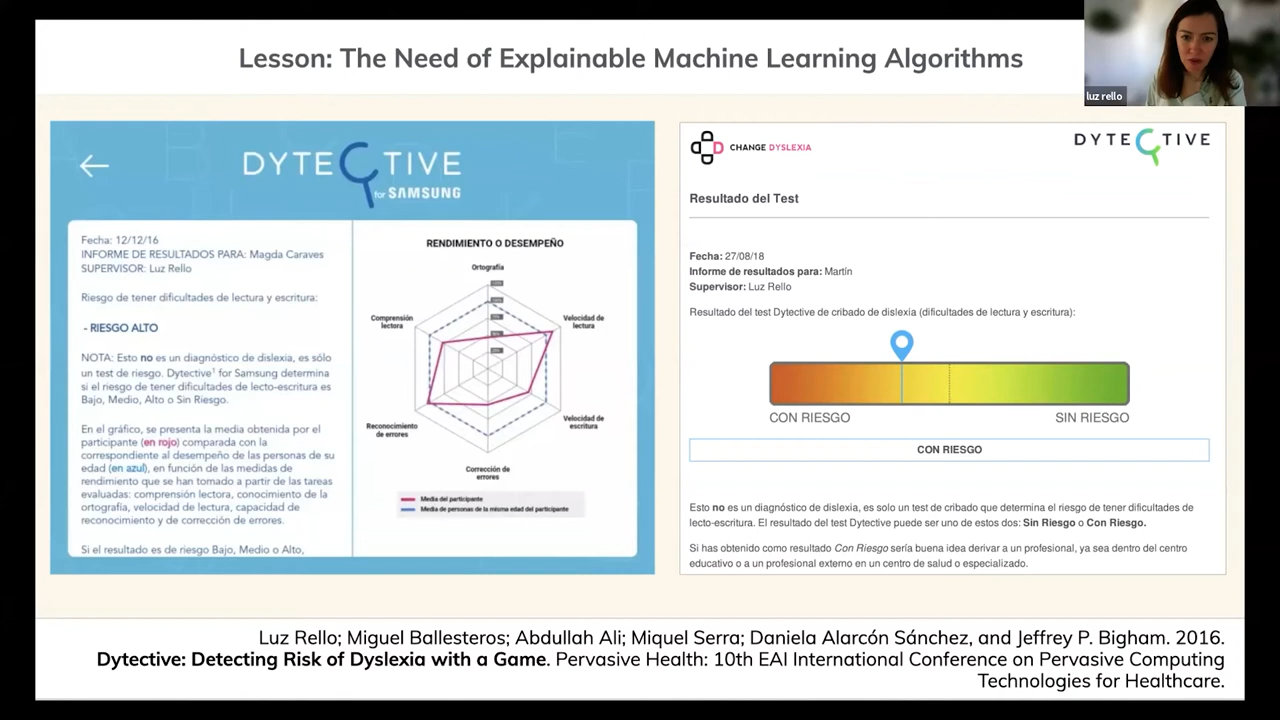 Lesson: The Need of Explainable Machine Learning Algorithms
luz rello
DYTECTIVE
for SAMSUNG
Fecha: 12/12/16
INFORME DE RESULTADOS PARA: Magda Caraves
SUPERVISOR: Luz Rello
Riesgo de tener dificultades de lectura y escritura:
- RIESGO ALTO
NOTA: Esto no es un diagnóstico de dislexia, es sólo
un test de riesgo. Dytective¹ for Samsung determina
si el riesgo de tener dificultades de lecto-escritura es
Bajo, Medio, Alto o Sin Riesgo.
En el gráfico, se presenta la media obtenida por el
participante (en rojo) comparada con la
correspondiente al desempeño de las personas de su
edad (en azul), en función de las medidas de
rendimiento que se han tomado a partir de las tareas
evaluadas: comprensión lectora, conocimiento de la
ortografía, velocidad de lectura, capacidad de
reconocimiento y de corrección de errores.
Si el resultado es de riesgo Bajo, Medio o Alto,
RENDIMIENTO O DESEMPEÑO
Ortografía
Comprensión
lectora
Velocidad de
lectura
Reconocimiento
de errores
Velocidad de
escritura
Corrección de
errores
Media del participante
Media de personas de la misma edad del participante
CHANGE DYSLEXIA
DYTECTIVE
Resultado del Test
Fecha: 27/08/18
Informe de resultados para: Martín
Supervisor: Luz Rello
Resultado del test Dytective de cribado de dislexia (dificultades de lectura y escritura):
CON RIESGO
SIN RIESGO
CON RIESGO
Esto no es un diagnóstico de dislexia, es solo un test de cribado que determina el riesgo de tener dificultades de
lecto-escritura. El resultado del test Dytective puede ser uno de estos dos: Sin Riesgo o Con Riesgo.
Si has obtenido como resultado Con Riesgo sería buena idea derivar a un profesional, ya sea dentro del centro
educativo o a un profesional externo en un centro de salud o especializado.
Luz Rello; Miguel Ballesteros; Abdullah Ali; Miquel Serra; Daniela Alarcón Sánchez, and Jeffrey P. Bigham. 2016.
Dytective: Detecting Risk of Dyslexia with a Game. Pervasive Health: 10th EAI International Conference on Pervasive Computing
Technologies for Healthcare.